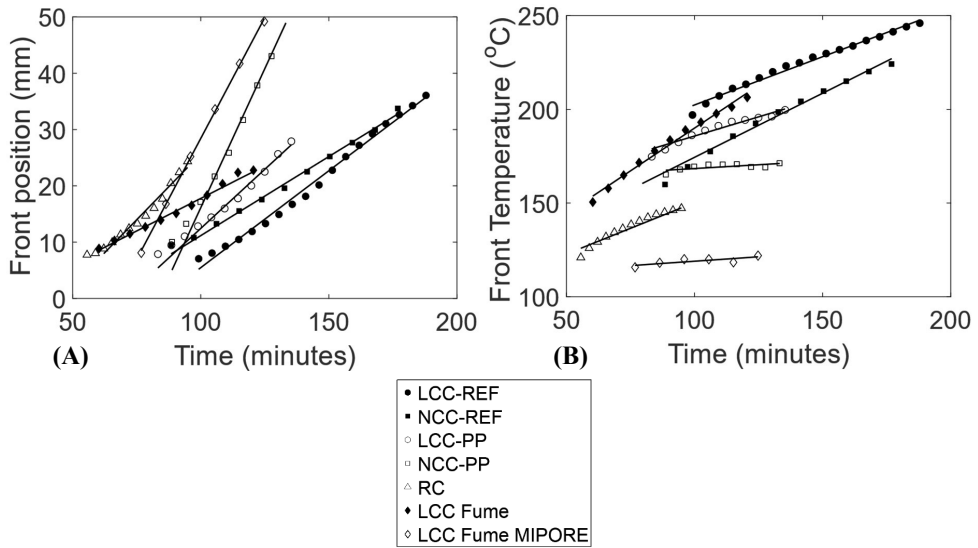 50
40
30
20
10
0
Front position (mm)
50
100
150
200
(A)
Time (minutes)
250
200
150
100
Front Temperature (°C)
50
100
150
200
(B)
Time (minutes)
LCC-REF
NCC-REF
LCC-PP
NCC-PP
RC
LCC Fume
LCC Fume MIPORE